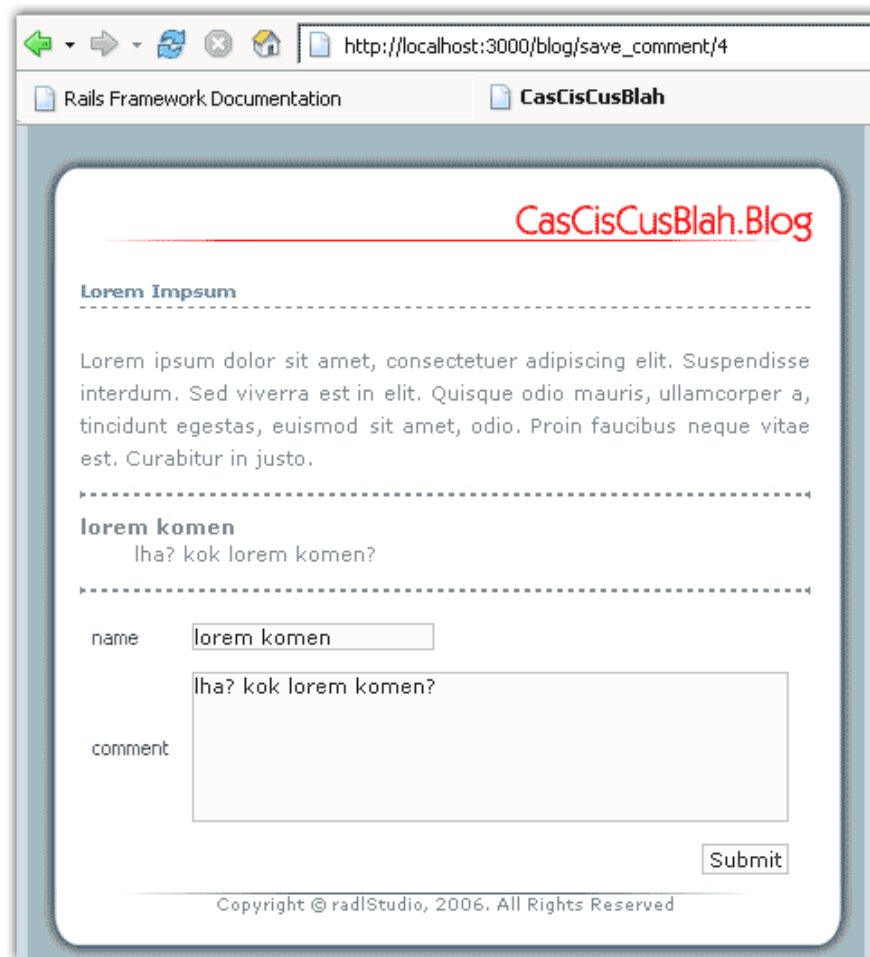 http://localhost:3000/blog/save_comment/4
Rails Framework Documentation
CasCisCusBlah
CasCisCusBlah.Blog
Lorem Impsum
Lorem ipsum dolor sit amet, consectetuer adipiscing elit. Suspendisse
interdum. Sed viverra est in elit. Quisque odio mauris, ullamcorper a,
tincidunt egestas, euismod sit amet, odio. Proin faucibus neque vitae
est. Curabitur in justo.
lorem komen
lha? kok lorem komen?
name
lorem komen
lha? kok lorem komen?
comment
Submit
Copyright © radlStudio, 2006. All Rights Reserved